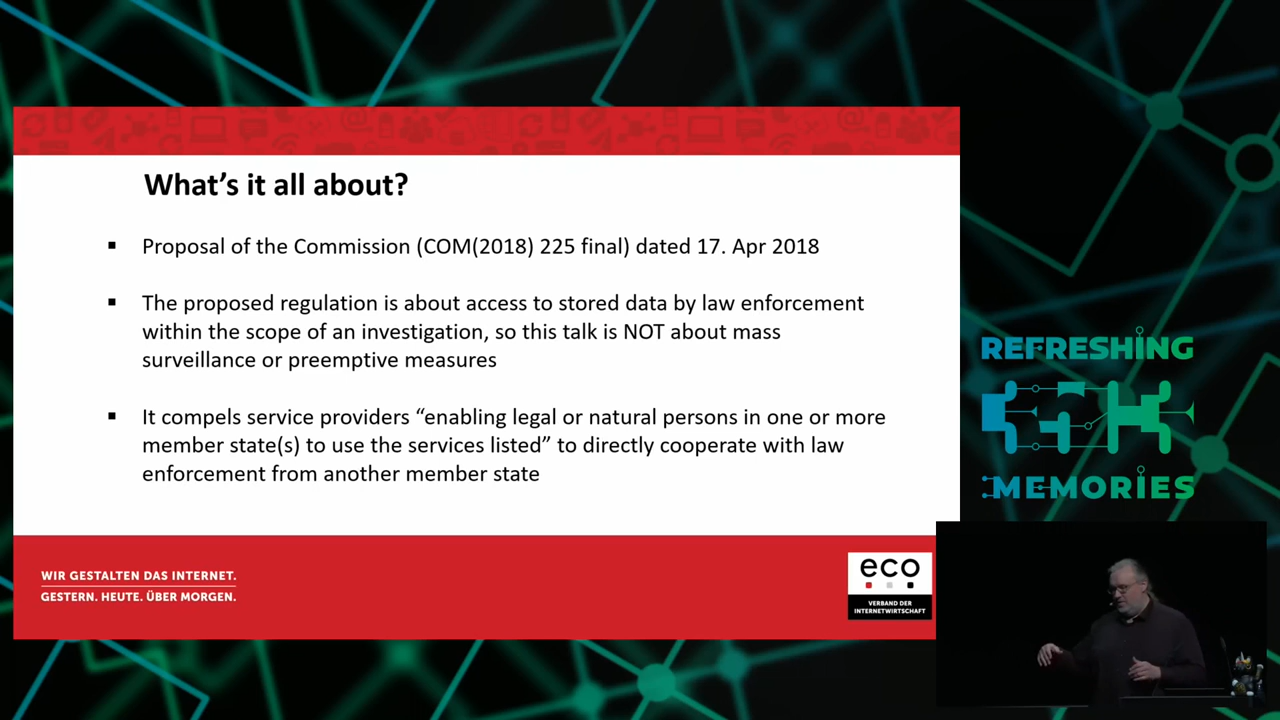 What's it all about?
▪ Proposal of the Commission (COM(2018) 225 final) dated 17. Apr 2018
▪ The proposed regulation is about access to stored data by law enforcement
within the scope of an investigation, so this talk is NOT about mass
surveillance or preemptive measures
▪ It compels service providers “enabling legal or natural persons in one or more
member state(s) to use the services listed” to directly cooperate with law
enforcement from another member state
WIR GESTALTEN DAS INTERNET.
GESTERN. HEUTE. ÜBER MORGEN.
eco
VERBAND DER
INTERNETWIRTSCHAFT
REFRESHING
MEMORIES